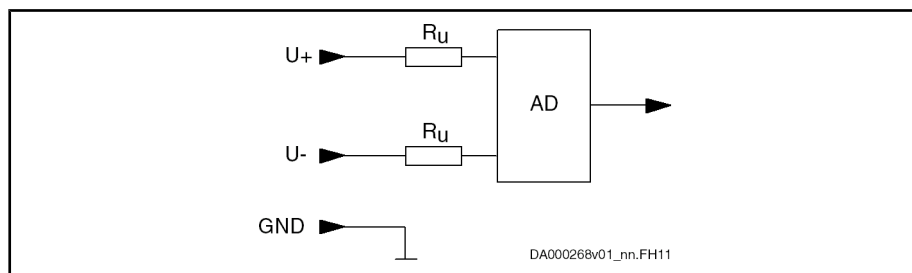 Ru
U+
AD
Ru
U-
GND
DA000268v01_nn.FH11